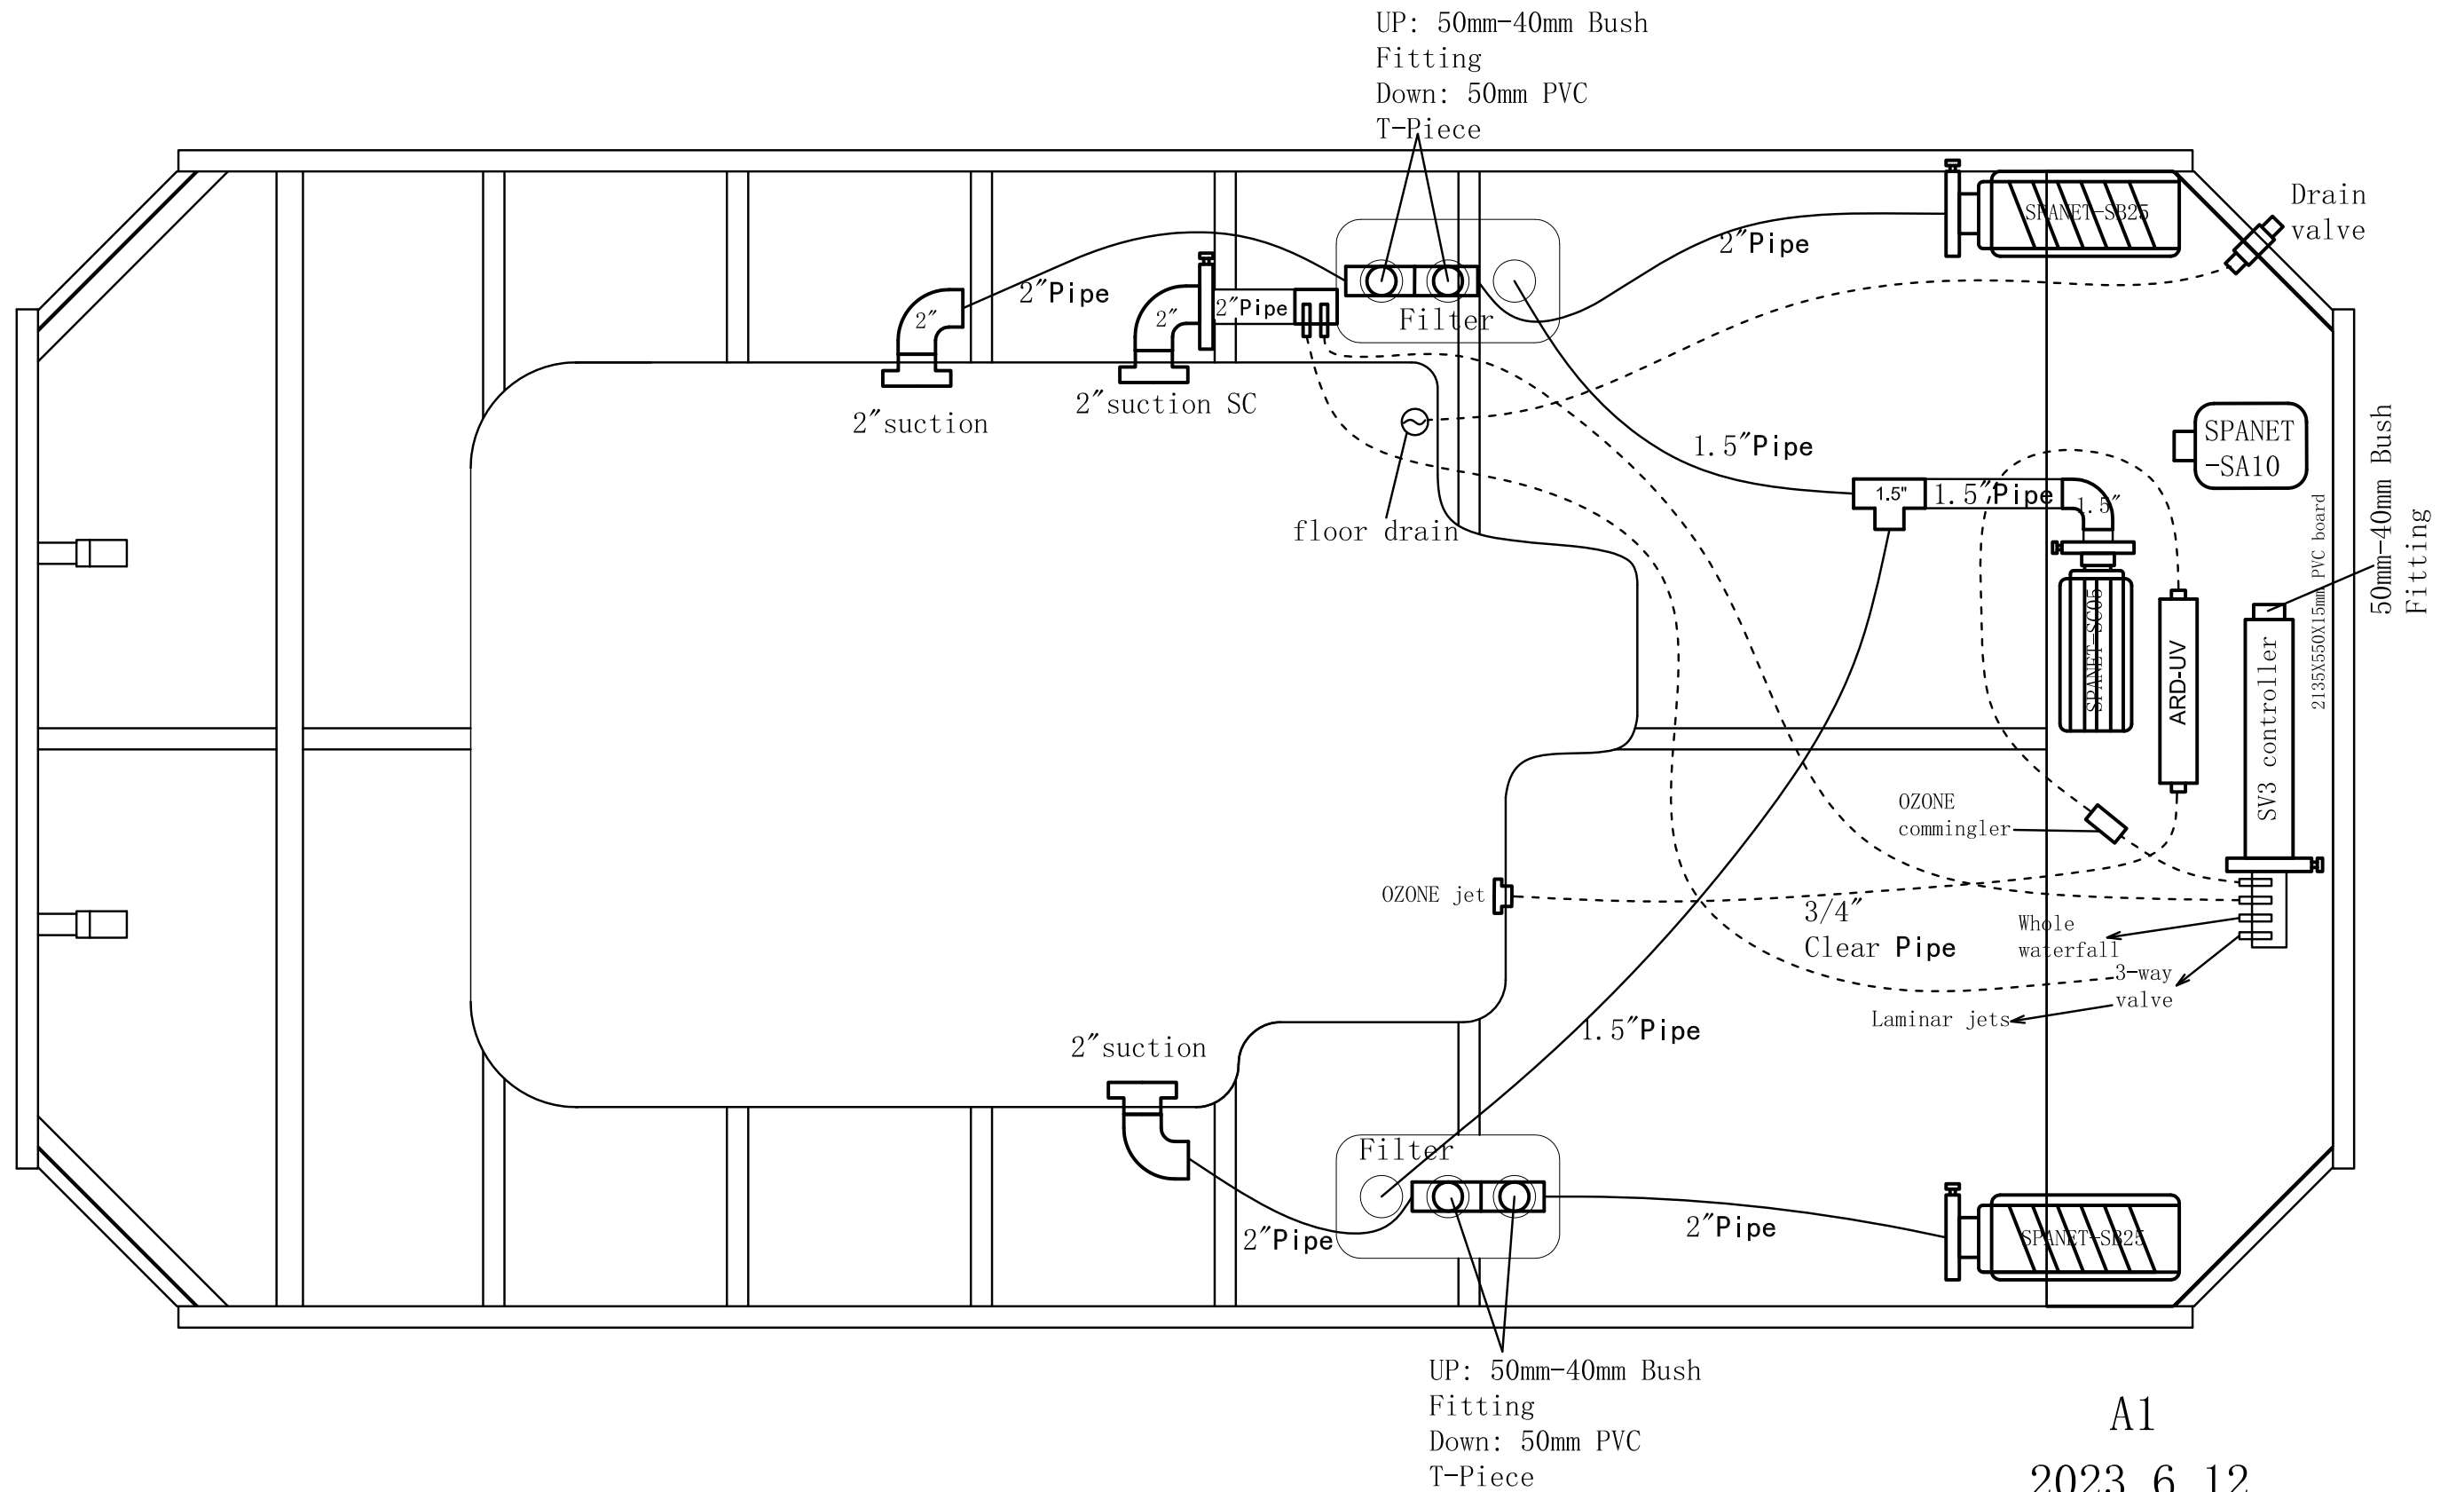 UP: 50mm-40mm Bush
Fitting
Down: 50mm PVC
T-Piece
Drain
valve
SPANET-SB25
2"Pipe
2"Pipe
2"
2"
2"Pipe
Filter
2"suction SC
2"suction
SPANET
-SA10
50mm-40mm Bush
Fitting
1.5"Pipe
floor drain
1.5"
1.5"Pipe
1.5"
2135X550X15mm PVC board
SPANET-SC05
ARD-UV
SV3 controller
OZONE
commingler
OZONE jet
3/4"
Clear Pipe
Whole
waterfall
3-way
valve
Laminar jets
1.5"Pipe
2"suction
Filter
2"Pipe
2"Pipe
SPANET-SB25
UP: 50mm-40mm Bush
Fitting
Down: 50mm PVC
T-Piece
A1
2023 6 12